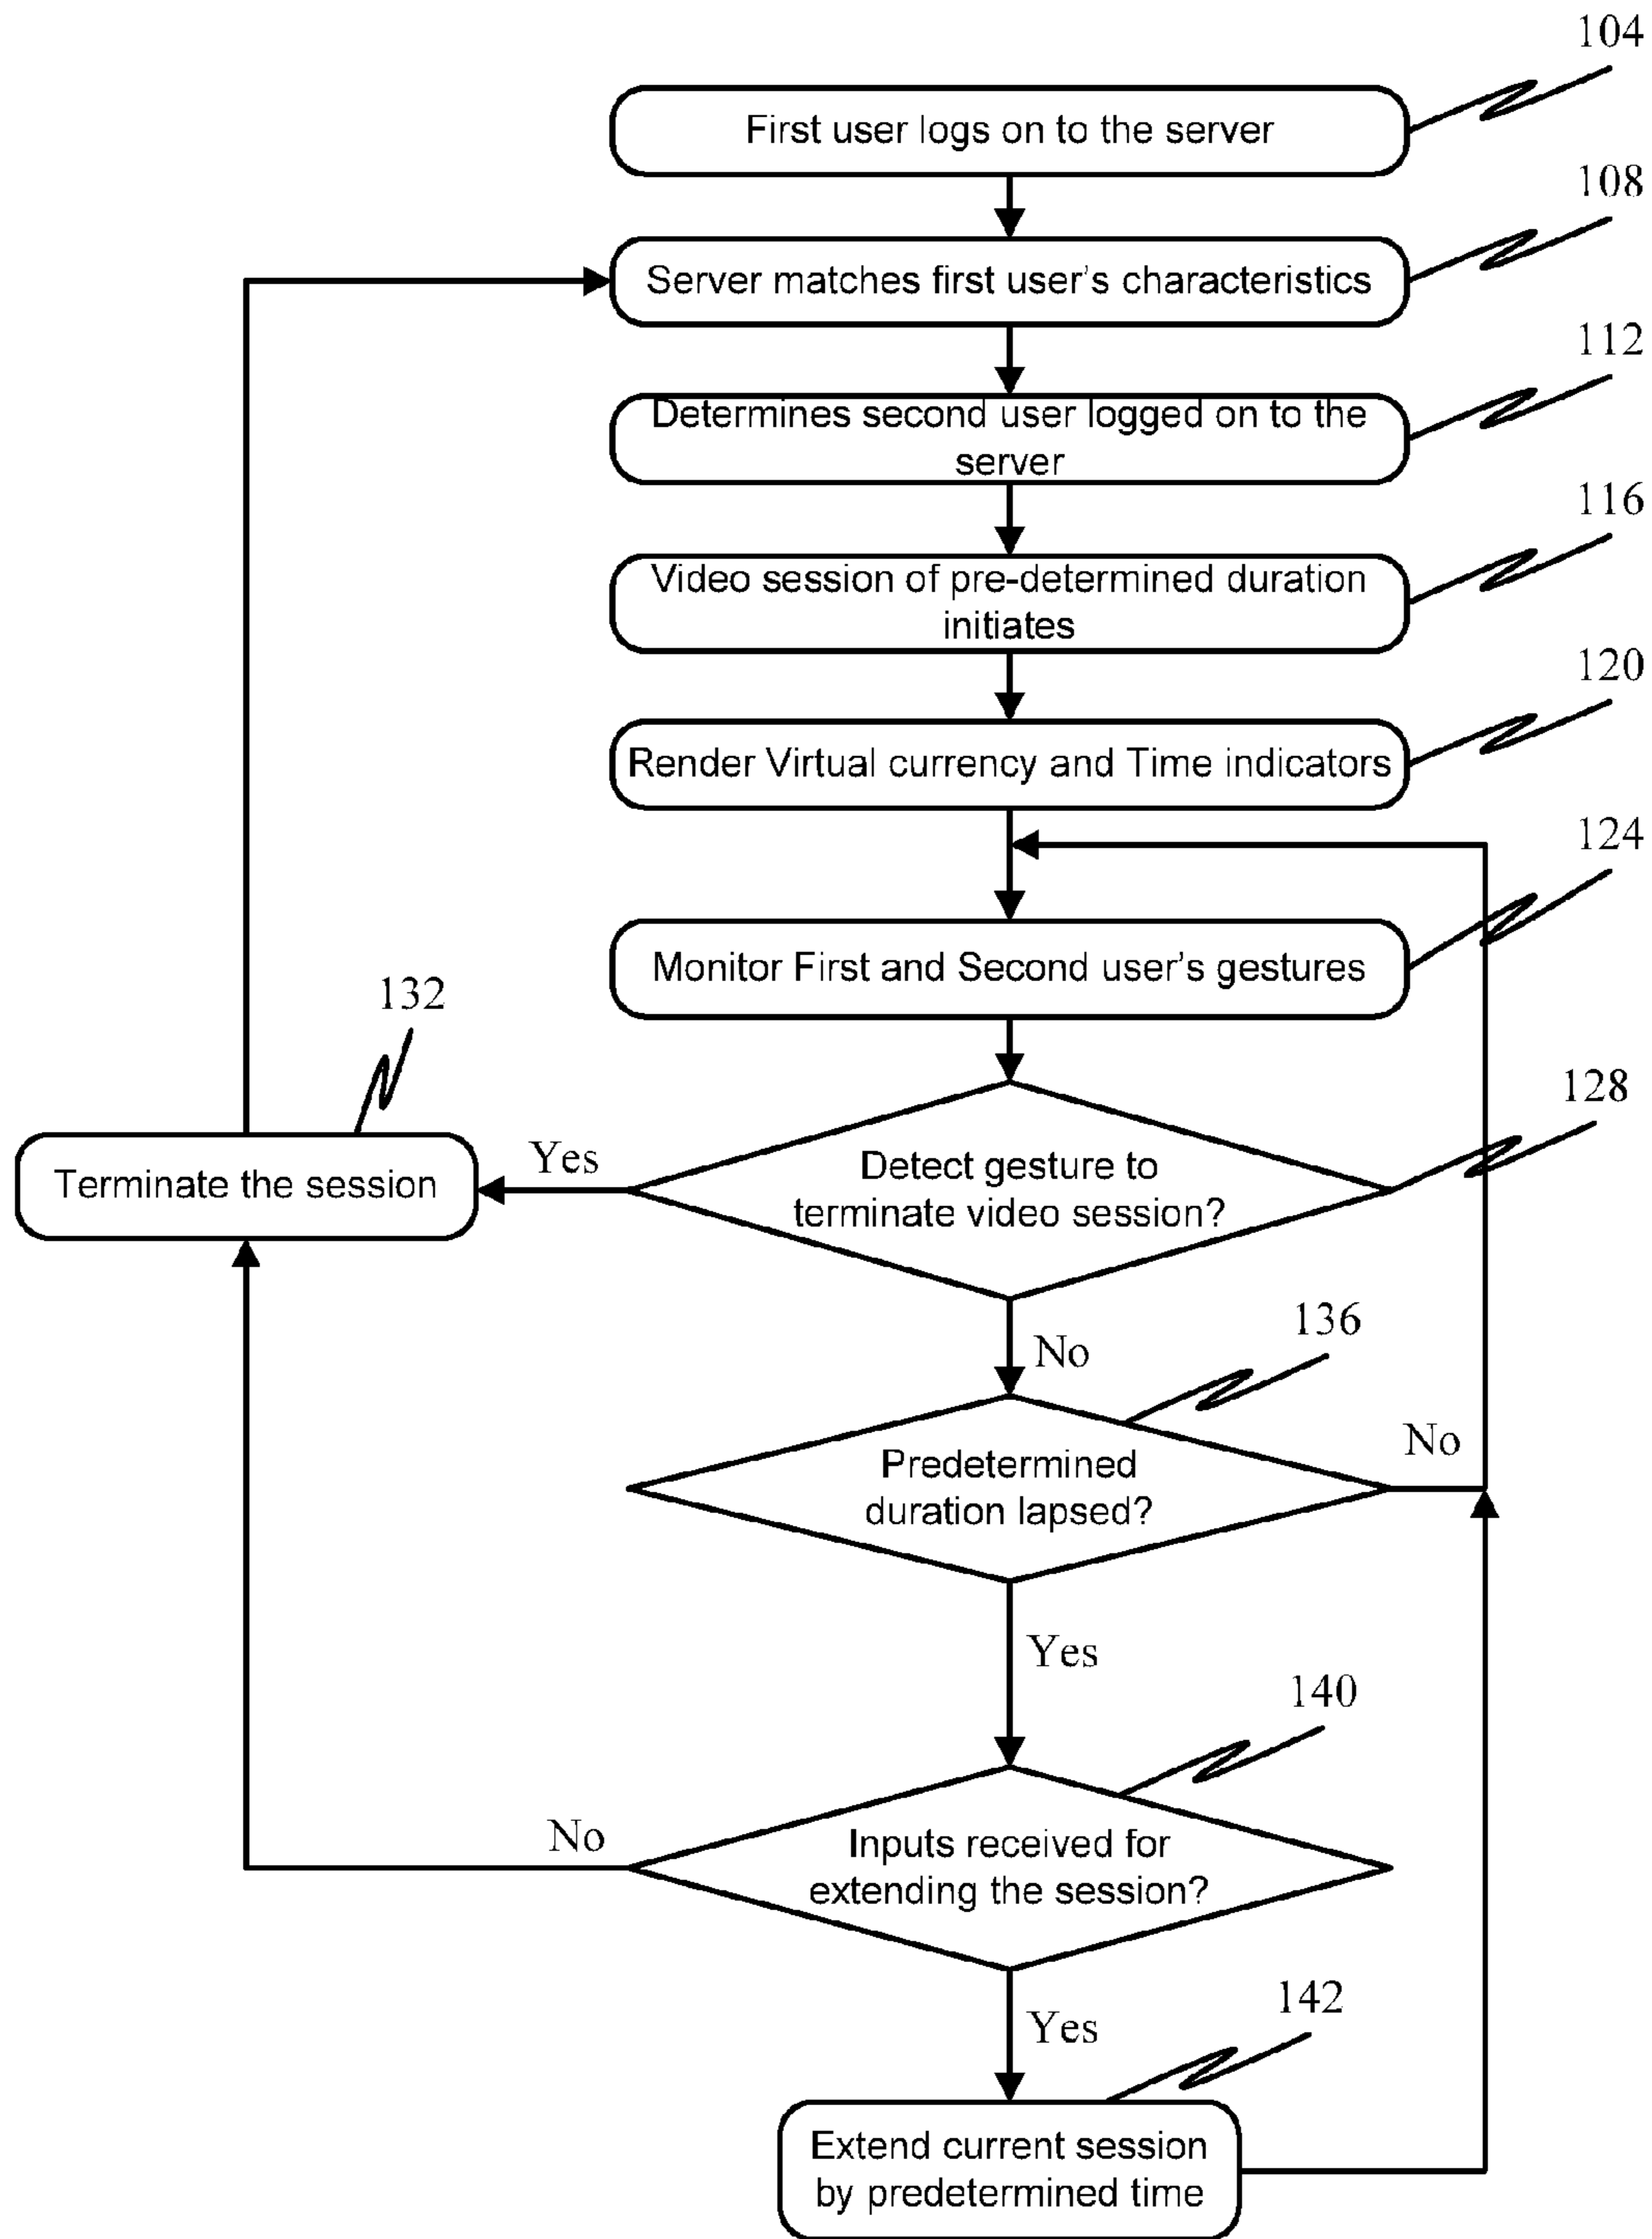 104
First user logs on to the server
108
Server matches first user's characteristics
112
Determines second user logged on to the
server
116
Video session of pre-determined duration
initiates
120
Render Virtual currency and Time indicators
124
Monitor First and Second user's gestures
132
128
Terminate the session
Yes
Detect gesture to
terminate video session?
136
No
Predetermined
duration lapsed?
No
Yes
140
No
Inputs received for
extending the session?
142
Yes
Extend current session
by predetermined time